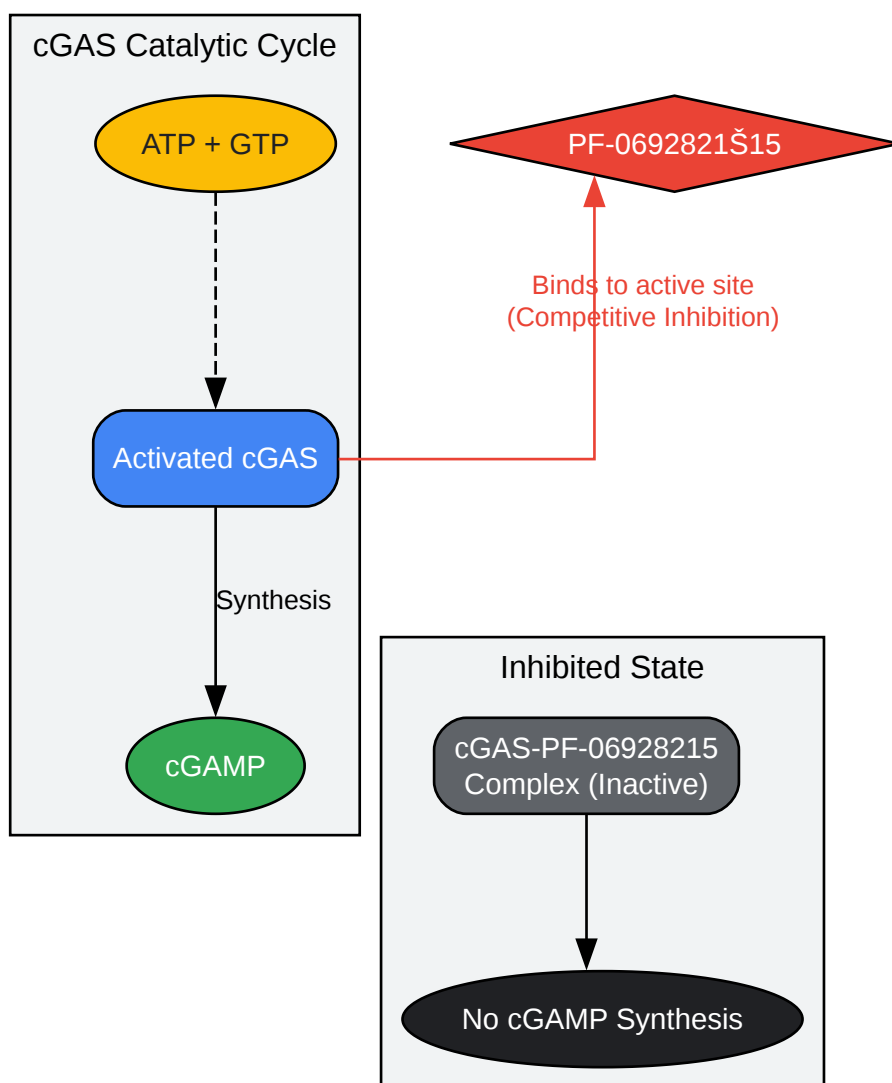 cGAS Catalytic Cycle
ATP + GTP
PF-0692821Š15
Binds to active site
(Competitive Inhibition)
Activated cGAS
Synthesis
cGAMP
Inhibited State
cGAS-PF-06928215
Complex (Inactive)
No cGAMP Synthesis